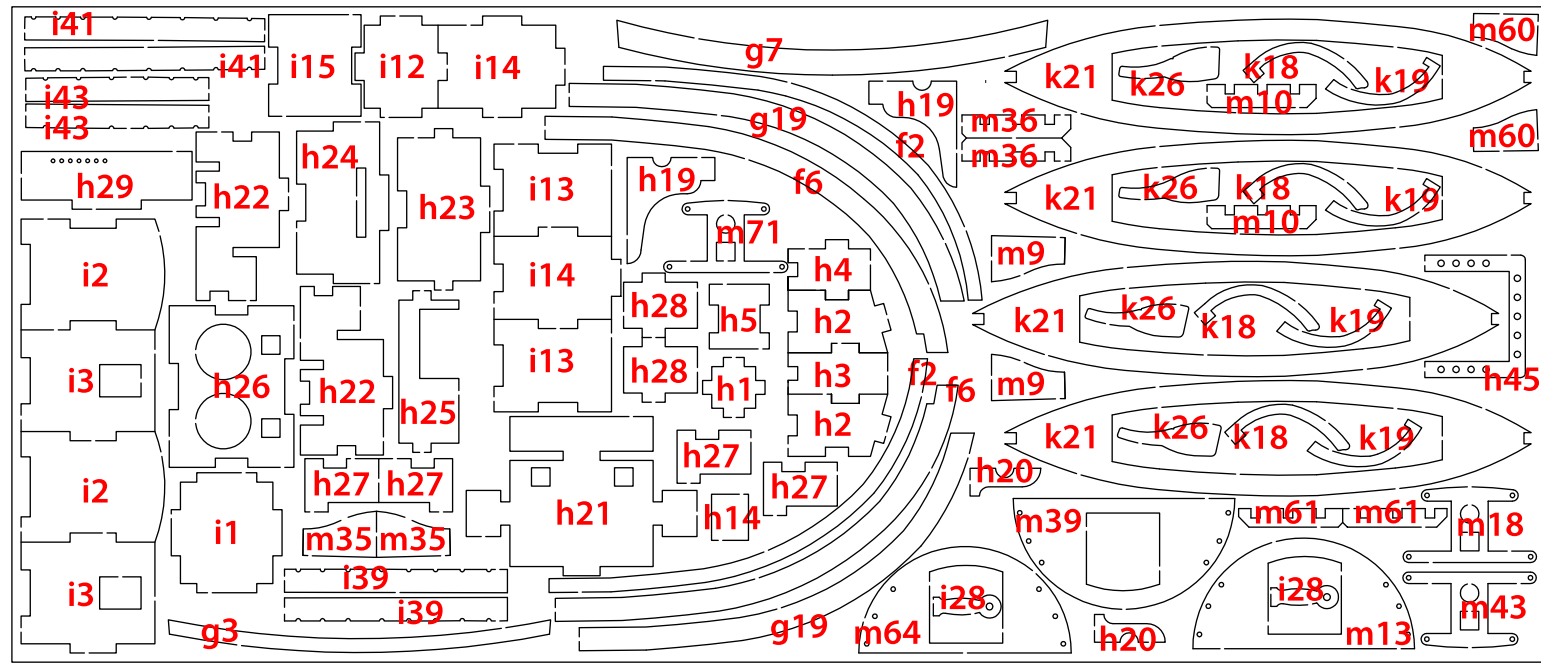 i41
i41
i43
i43
i15
i12
i14
g7
k21
k26
k18
k19
m10
m60
m60
h19
g19
f2
m36
m36
h29
h22
h24
h23
i13
h19
f6
m71
k21
k26
k18
k19
m10
m9
i2
i14
h28
h5
h4
h2
k21
k26
k18
k19
h45
i3
h26
h22
h25
i13
h28
h1
h3
h2
f2
f6
m9
k21
k26
k18
k19
i2
h27
h27
h21
h27
h27
h14
h20
m39
m61
m61
m18
i1
m35
m35
i3
i39
i39
g3
g19
m64
i28
h20
i28
m13
m43